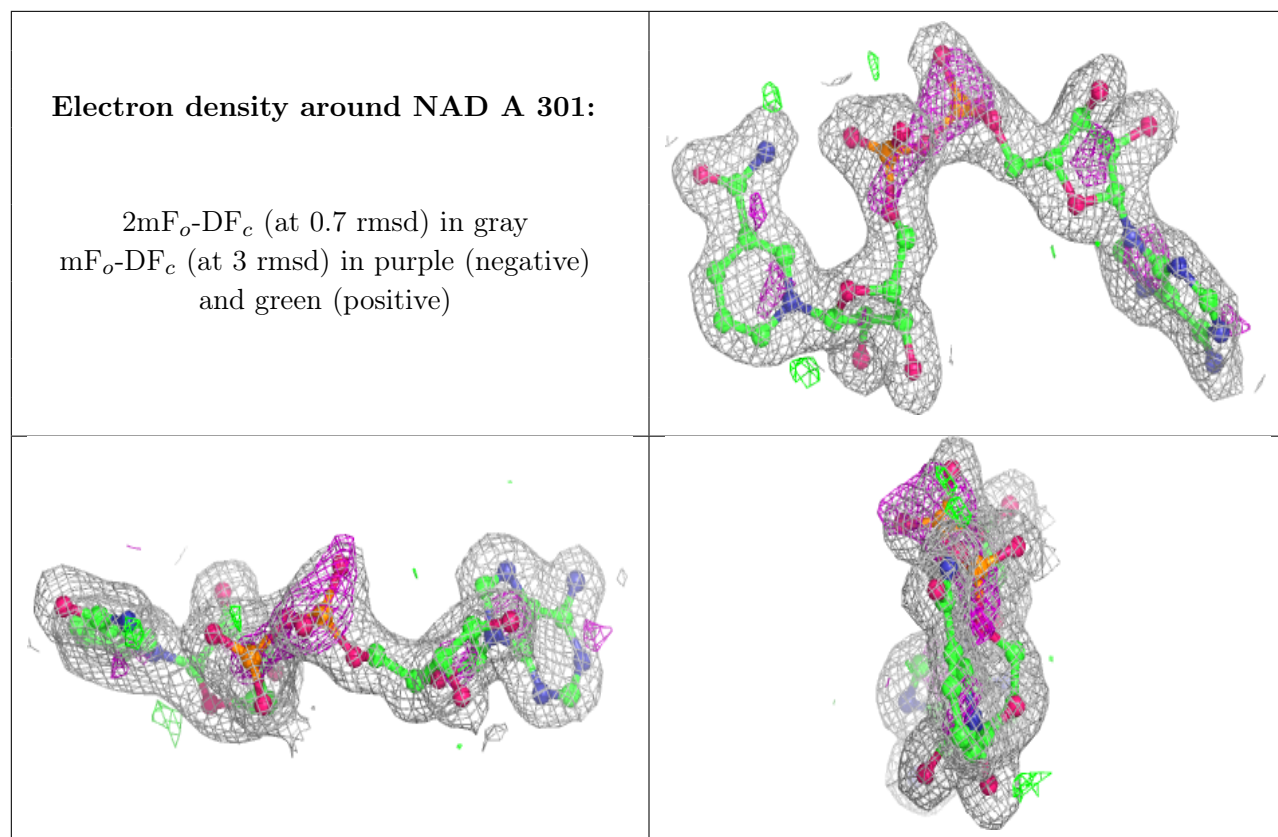 Electron density around NAD A 301:
2mFₒ-DF𝒸 (at 0.7 rmsd) in gray
mFₒ-DF𝒸 (at 3 rmsd) in purple (negative)
and green (positive)